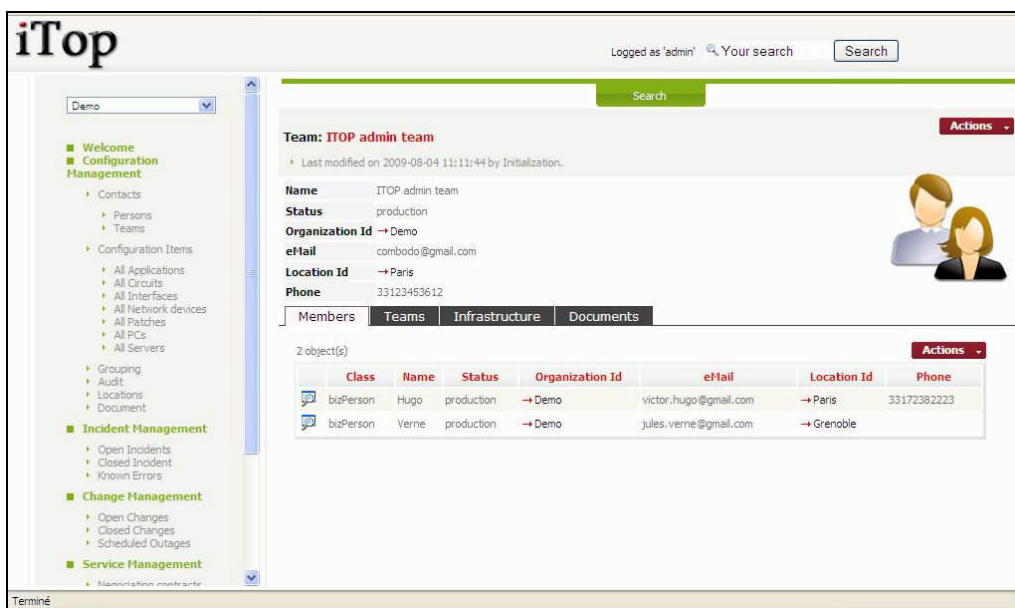 iTop
Logged as 'admin' Your search Search
Demo
Welcome
Configuration Management
Contacts
Persons
Teams
Configuration Items
All Applications
All Circuits
All Interfaces
All Network devices
All Patches
All PCs
All Servers
Grouping
Audit
Locations
Document
Incident Management
Open Incidents
Closed Incident
Known Errors
Change Management
Open Changes
Closed Changes
Scheduled Outages
Service Management
Negociating contracts
Search
Actions
Team: ITOP admin team
Last modified on 2009-08-04 11:11:44 by Initialization.
Name ITOP admin team
Status production
Organization Id → Demo
eMail combodo@gmail.com
Location Id → Paris
Phone 33123453612
Members Teams Infrastructure Documents
2 object(s) Actions
Class Name Status Organization Id eMail Location Id Phone
bizPerson Hugo production → Demo victor.hugo@gmail.com → Paris 33172382223
bizPerson Verne production → Demo jules.verne@gmail.com → Grenoble
Terminé